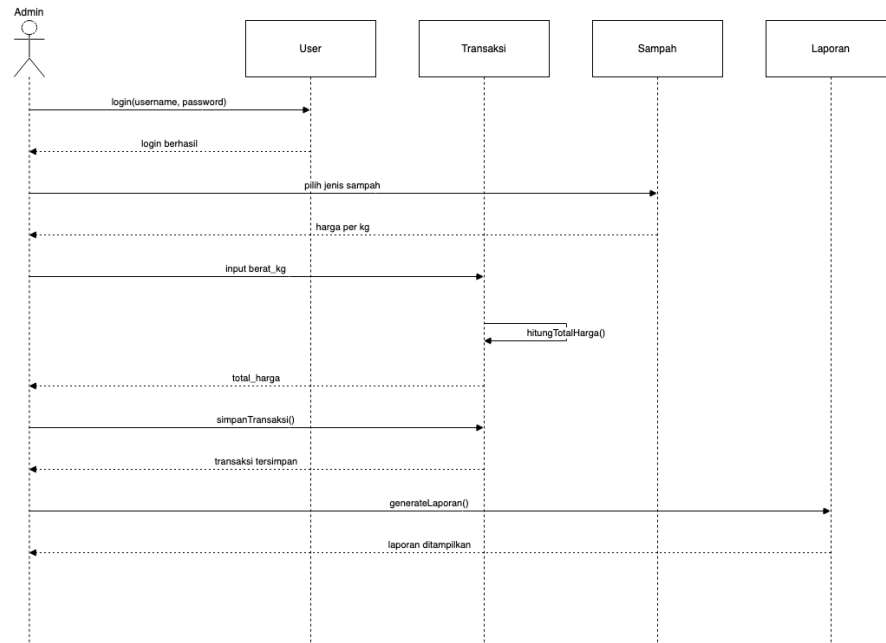 Admin
User
Transaksi
Sampah
Laporan
login(username, password)
login berhasil
pilih jenis sampah
harga per kg
input berat_kg
hitungTotalHarga()
total_harga
simpanTransaksi()
transaksi tersimpan
generateLaporan()
laporan ditampilkan